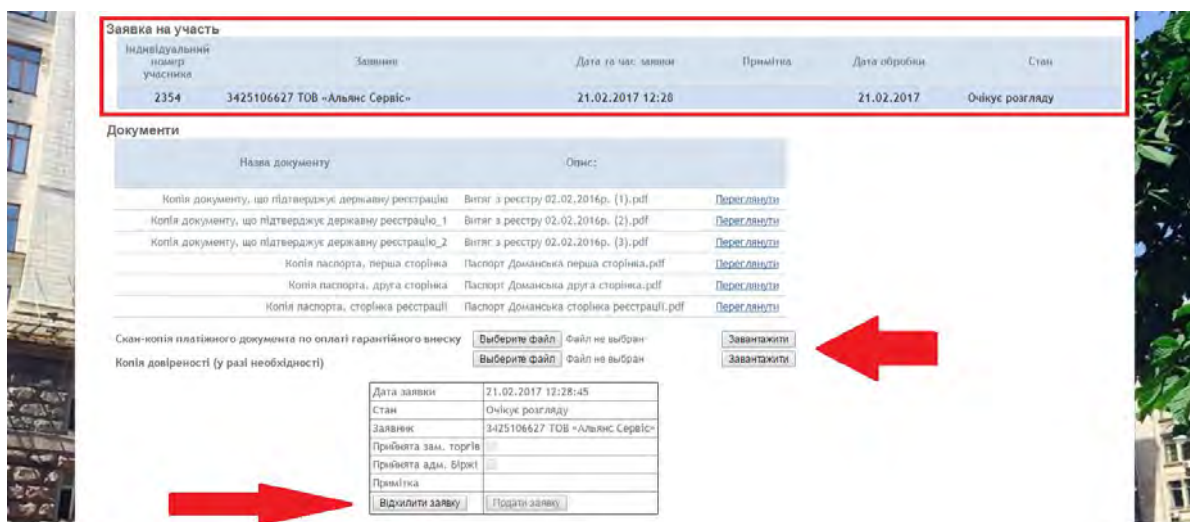 Заявка на участь
Індивідуальний номер учасника Заявник Дата та час заявки Примітка Дата обробки Стан
2354 3425106627 ТОВ «Альянс Сервіс» 21.02.2017 12:28 21.02.2017 Очікує розгляду
Документи
Назва документу Опис:
Копія документу, що підтверджує державну реєстрацію Витяг з реєстру 02.02.2016р. (1).pdf Переглянути
Копія документу, що підтверджує державну реєстрацію_1 Витяг з реєстру 02.02.2016р. (2).pdf Переглянути
Копія документу, що підтверджує державну реєстрацію_2 Витяг з реєстру 02.02.2016р. (3).pdf Переглянути
Копія паспорта, перша сторінка Паспорт Доманська перша сторінка.pdf Переглянути
Копія паспорта, друга сторінка Паспорт Доманська друга сторінка.pdf Переглянути
Копія паспорта, сторінка реєстрації Паспорт Доманська сторінка реєстрації.pdf Переглянути
Скан-копія платіжного документа по оплаті гарантійного внеску Выберите файл Файл не выбран Завантажити
Копія довіреності (у разі необхідності) Выберите файл Файл не выбран Завантажити
Дата заявки 21.02.2017 12:28:45
Стан Очікує розгляду
Заявник 3425106627 ТОВ «Альянс Сервіс»
Прийнята зам. торгів
Прийнята адм. Біржі
Примітка
Відхилити заявку Подати заявку